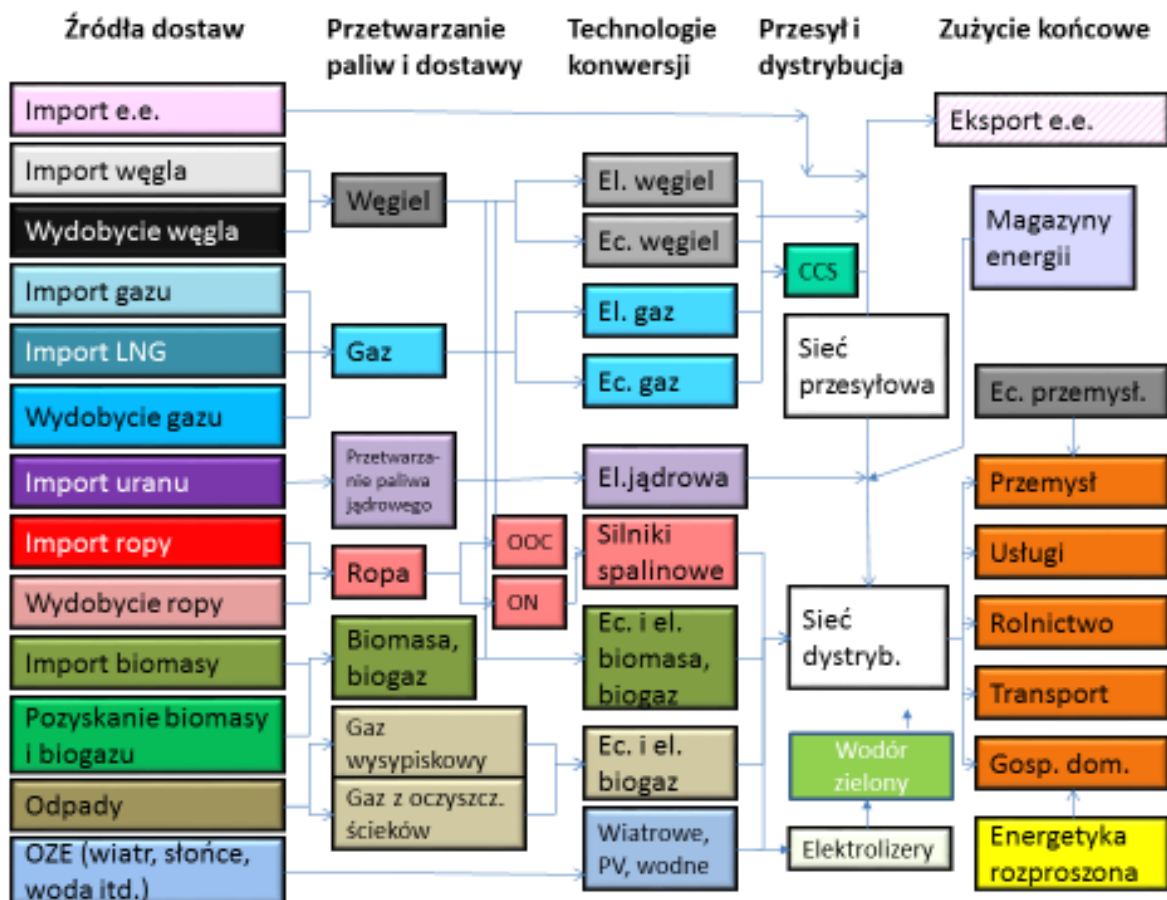 Źródła dostaw
Przetwarzanie
paliw i dostawy
Technologie
konwersji
Przesył i
dystrybucja
Zużycie końcowe
Import e.e.
Import węgla
Wydobycie węgla
Import gazu
Import LNG
Wydobycie gazu
Import uranu
Import ropy
Wydobycie ropy
Import biomasy
Pozyskanie biomasy
i biogazu
Odpady
OZE (wiatr, słońce,
woda itd.)
Węgiel
Gaz
Przetwarza-
nie paliwa
jądrowego
Ropa
OOC
ON
Biomasa,
biogaz
Gaz
wysypiskowy
Gaz z oczyszcz.
ścieków
El. węgiel
Ec. węgiel
El. gaz
Ec. gaz
El.jądrowa
Silniki
spalinowe
Ec. i el.
biomasa,
biogaz
Ec. i el.
biogaz
Wiatrowe,
PV, wodne
CCS
Sieć
przesyłowa
Sieć
dystryb.
Wodór
zielony
Elektrolizery
Eksport e.e.
Magazyny
energii
Ec. przemysł.
Przemysł
Usługi
Rolnictwo
Transport
Gosp. dom.
Energetyka
rozproszona